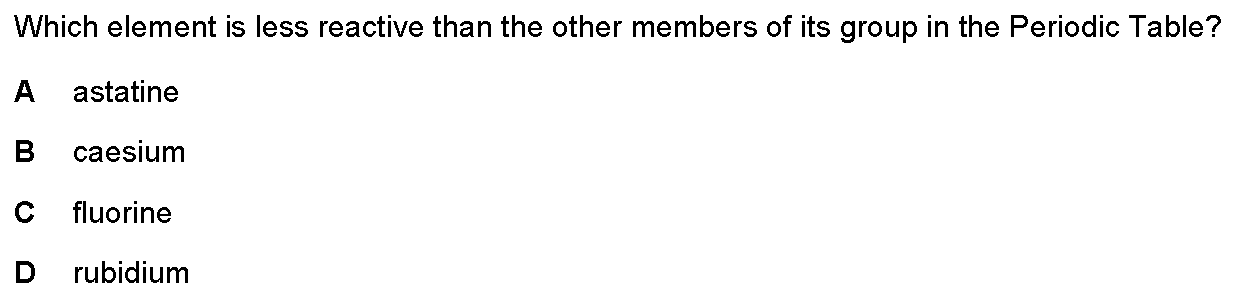 Which element is less reactive than the other members of its group in the Periodic Table?
A astatine
B caesium
C fluorine
D rubidium